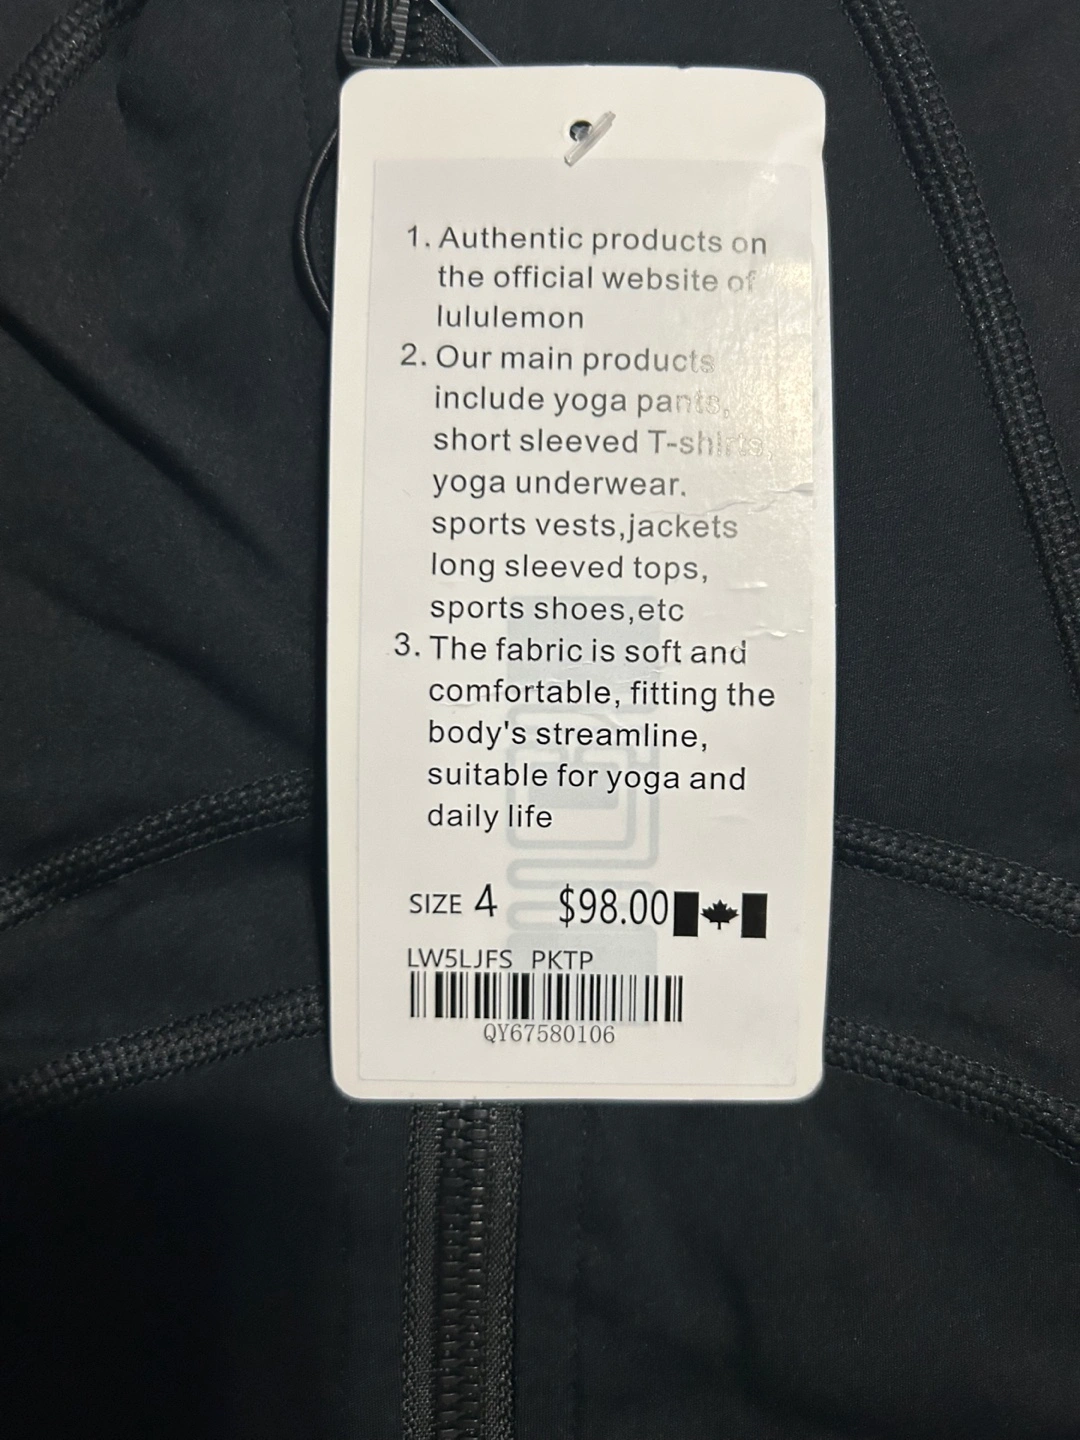 1. Authentic products on
the official website of
lululemon
2. Our main products
include yoga pants,
short sleeved T-shirts,
yoga underwear.
sports vests,jackets
long sleeved tops,
sports shoes,etc
3. The fabric is soft and
comfortable, fitting the
body's streamline,
suitable for yoga and
daily life
SIZE 4 $98.00
LW5LJFS PKTP
QY67580106